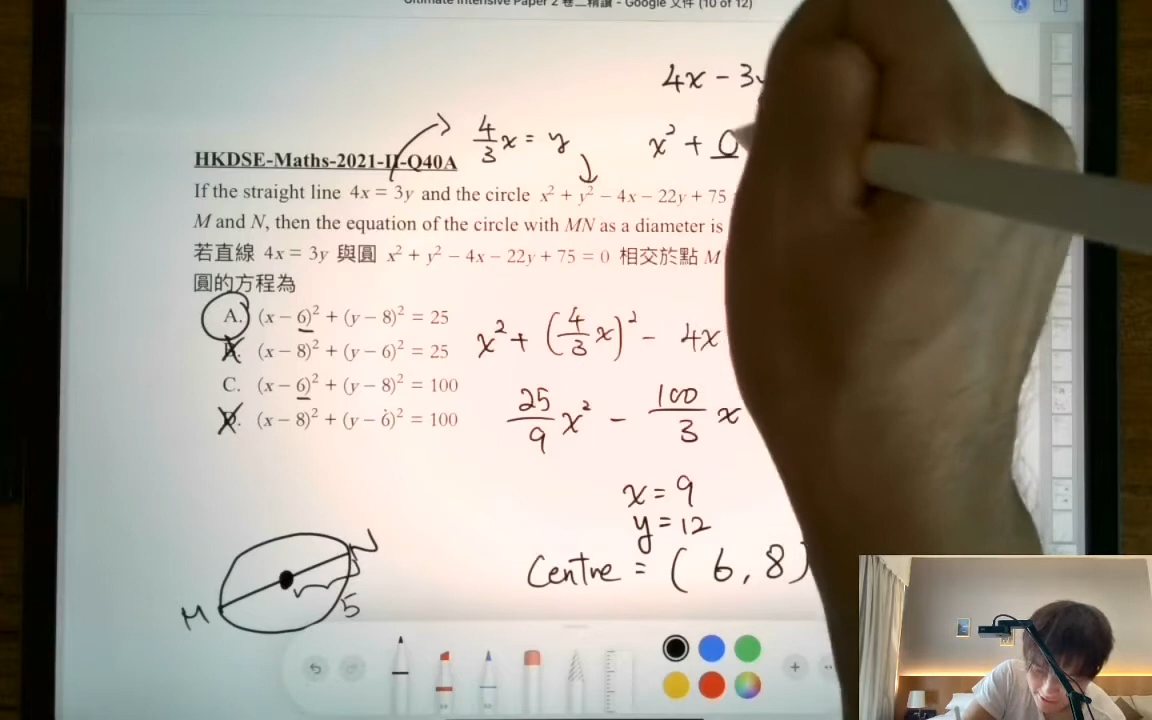 Ultimate Intensive Paper 2 卷二精讀 - Google 文件 (10 of 12)
4x - 3
4/3 x = y
x² + 0
HKDSE-Maths-2021-II-Q40A
If the straight line 4x = 3y and the circle x² + y² − 4x − 22y + 75
M and N, then the equation of the circle with MN as a diameter is
若直線 4x = 3y 與圓 x² + y² − 4x − 22y + 75 = 0 相交於點 M
圓的方程為
A. (x − 6)² + (y − 8)² = 25
B. (x − 8)² + (y − 6)² = 25
C. (x − 6)² + (y − 8)² = 100
D. (x − 8)² + (y − 6)² = 100
x² + (4/3 x)² - 4x
25/9 x² - 100/3 x
x = 9
y = 12
Centre = (6, 8)
M
N
5